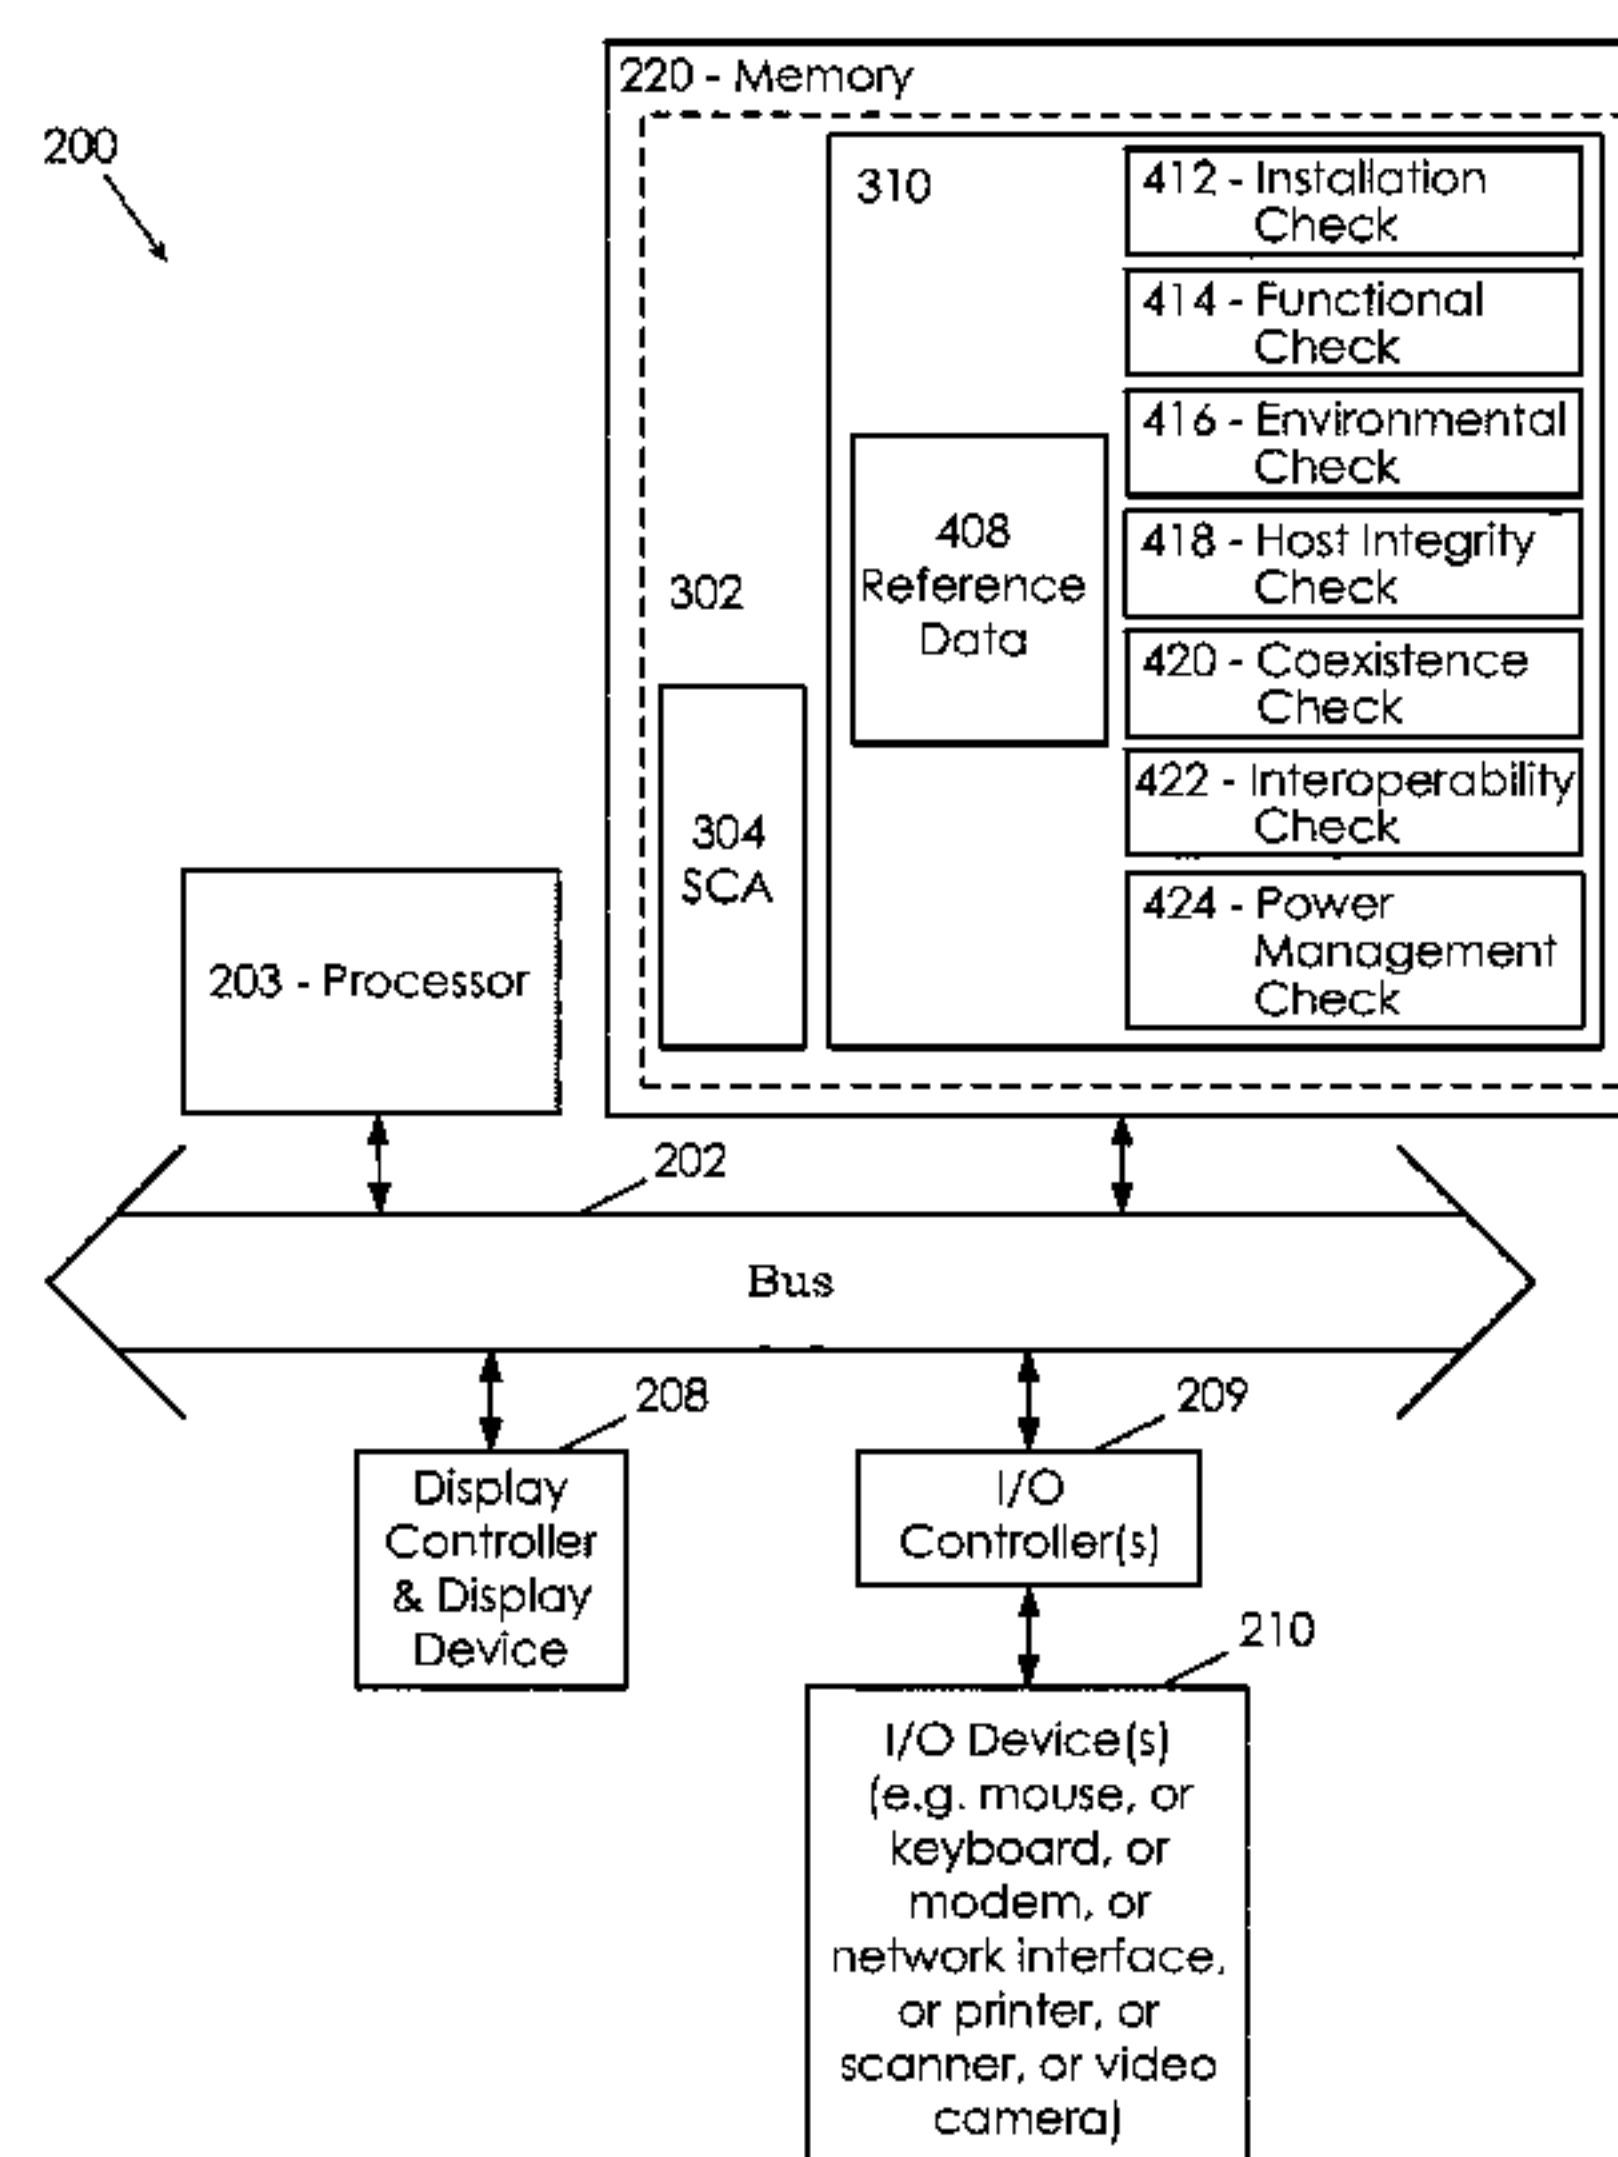 220 - Memory
200
310
412 - Installation
Check
414 - Functional
Check
416 - Environmental
Check
418 - Host Integrity
Check
420 - Coexistence
Check
422 - Interoperability
Check
424 - Power
Management
Check
408
Reference
Data
302
304
SCA
203 - Processor
202
Bus
208
209
Display
Controller
& Display
Device
I/O
Controller(s)
210
I/O Device(s)
(e.g. mouse, or
keyboard, or
modem, or
network interface,
or printer, or
scanner, or video
camera)